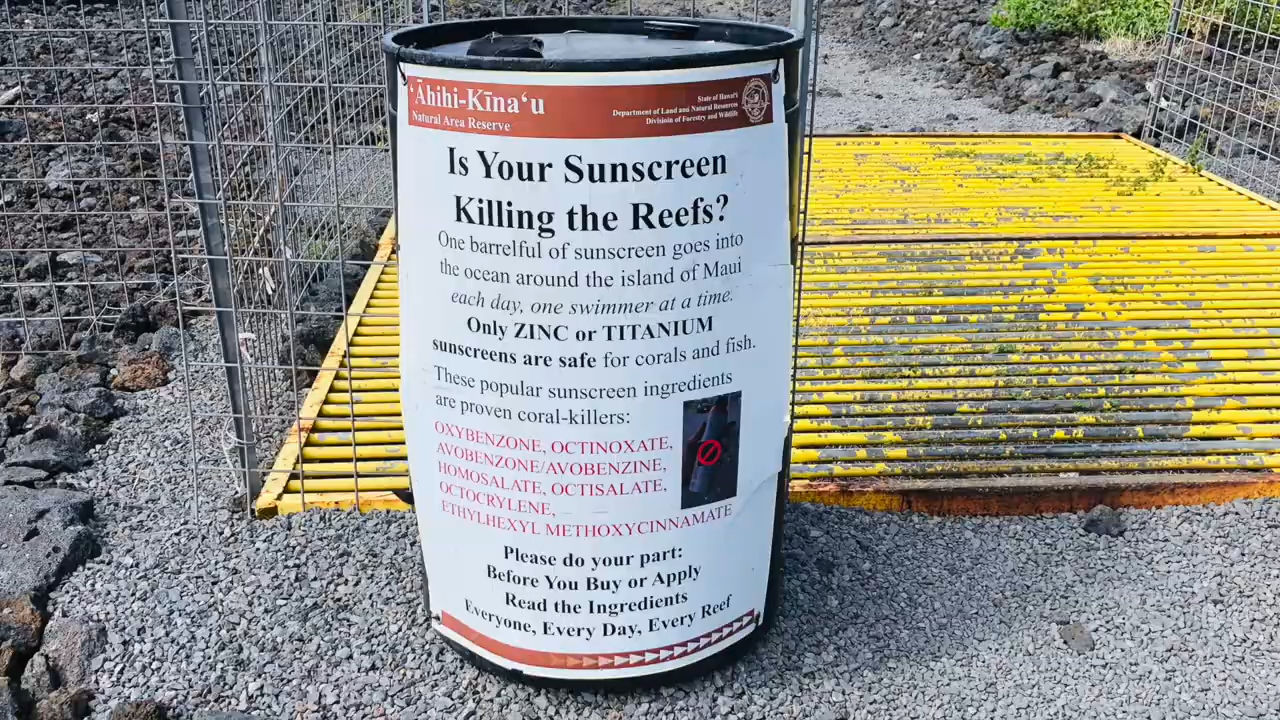 ʻĀhihi-Kīnaʻu
Natural Area Reserve
State of Hawaiʻi
Department of Land and Natural Resources
Division of Forestry and Wildlife
Is Your Sunscreen
Killing the Reefs?
One barrelful of sunscreen goes into
the ocean around the island of Maui
each day, one swimmer at a time.
Only ZINC or TITANIUM
sunscreens are safe for corals and fish.
These popular sunscreen ingredients
are proven coral-killers:
OXYBENZONE, OCTINOXATE,
AVOBENZONE/AVOBENZINE,
HOMOSALATE, OCTISALATE,
OCTOCRYLENE,
ETHYLHEXYL METHOXYCINNAMATE
Please do your part:
Before You Buy or Apply
Read the Ingredients
Everyone, Every Day, Every Reef